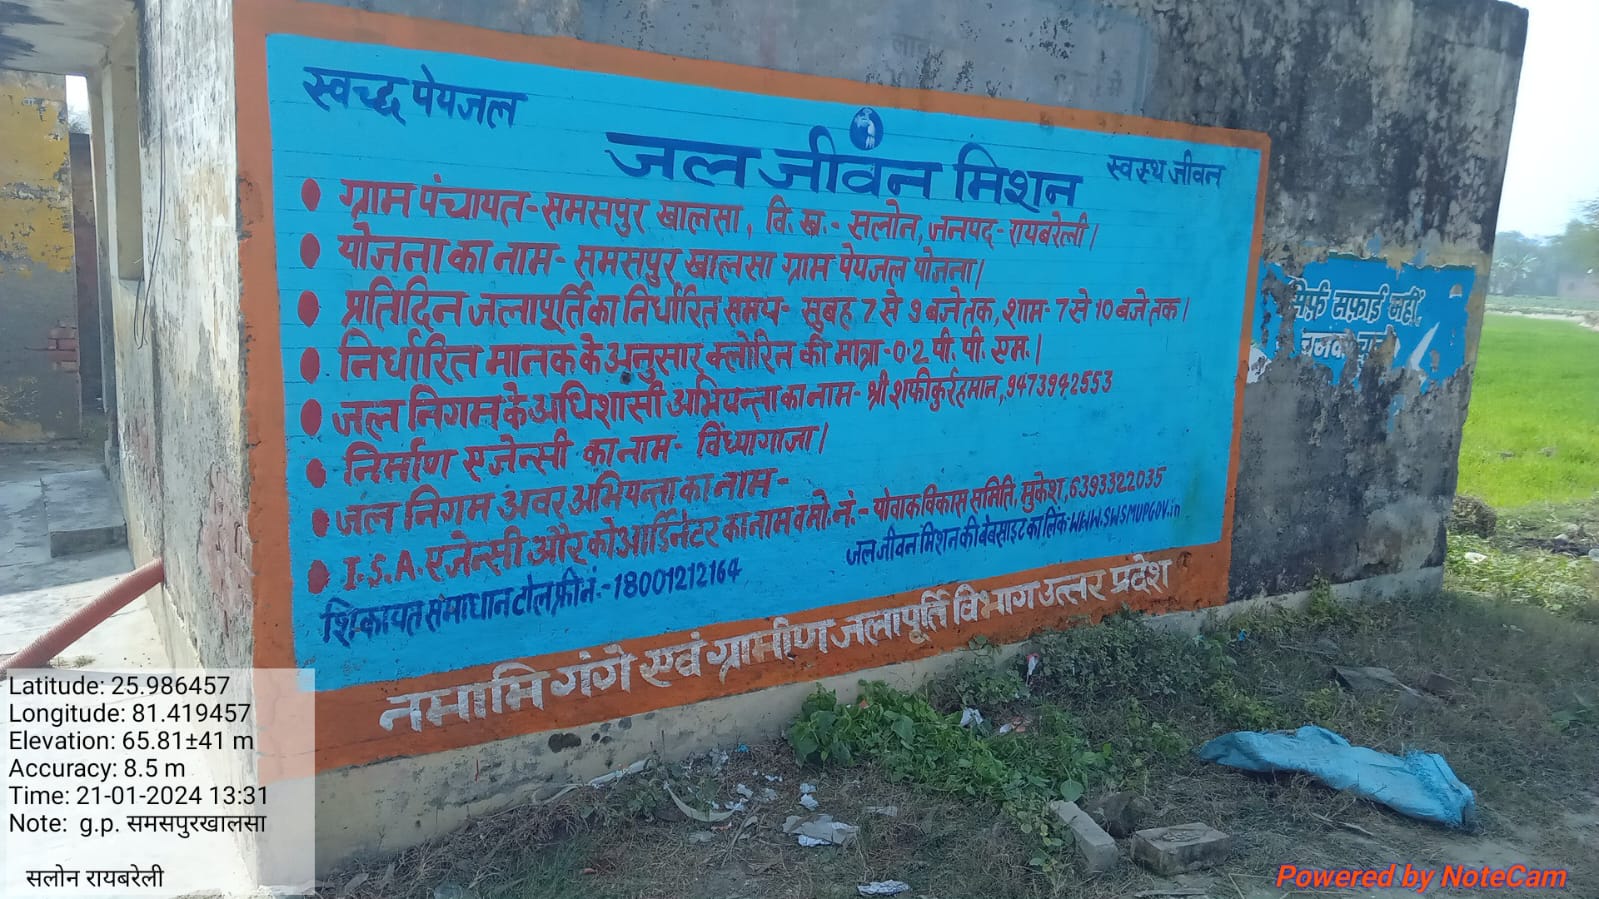 स्वच्छ पेयजल
जल जीवन मिशन
स्वस्थ जीवन
ग्राम पंचायत-समसपुर खालसा, वि. ख.- सलोन, जनपद-रायबरेली।
योजना का नाम- समसपुर खालसा ग्राम पेयजल योजना।
प्रतिदिन जलापूर्ति का निर्धारित समय- सुबह 7 से 9 बजे तक, शाम-7 से 10 बजे तक।
निर्धारित मानक के अनुसार क्लोरिन की मात्रा-0.2 पी. पी. एम.।
जल निगम के अधिशासी अभियन्ता का नाम- श्री शफीकुर्रहमान, 9473942553
निर्माण एजेन्सी का नाम- विंध्या गाजा।
जल निगम अवर अभियन्ता का नाम-
I.S.A. एजेन्सी और कोआर्डिनेटर का नाम व मो. नं.- योवाक विकास समिति, मुकेश, 6393322035
शिकायत समाधान टोल फ्री नं.-18001212164
जल जीवन मिशन की बेबसाइट का लिंक-WWW.SWSMUPGOV.in
नमामि गंगे एवं ग्रामीण जलापूर्ति विभाग उत्तर प्रदेश
सफाई नहीं,
Latitude: 25.986457
Longitude: 81.419457
Elevation: 65.81±41 m
Accuracy: 8.5 m
Time: 21-01-2024 13:31
Note: g.p. समसपुरखालसा
सलोन रायबरेली
Powered by NoteCam